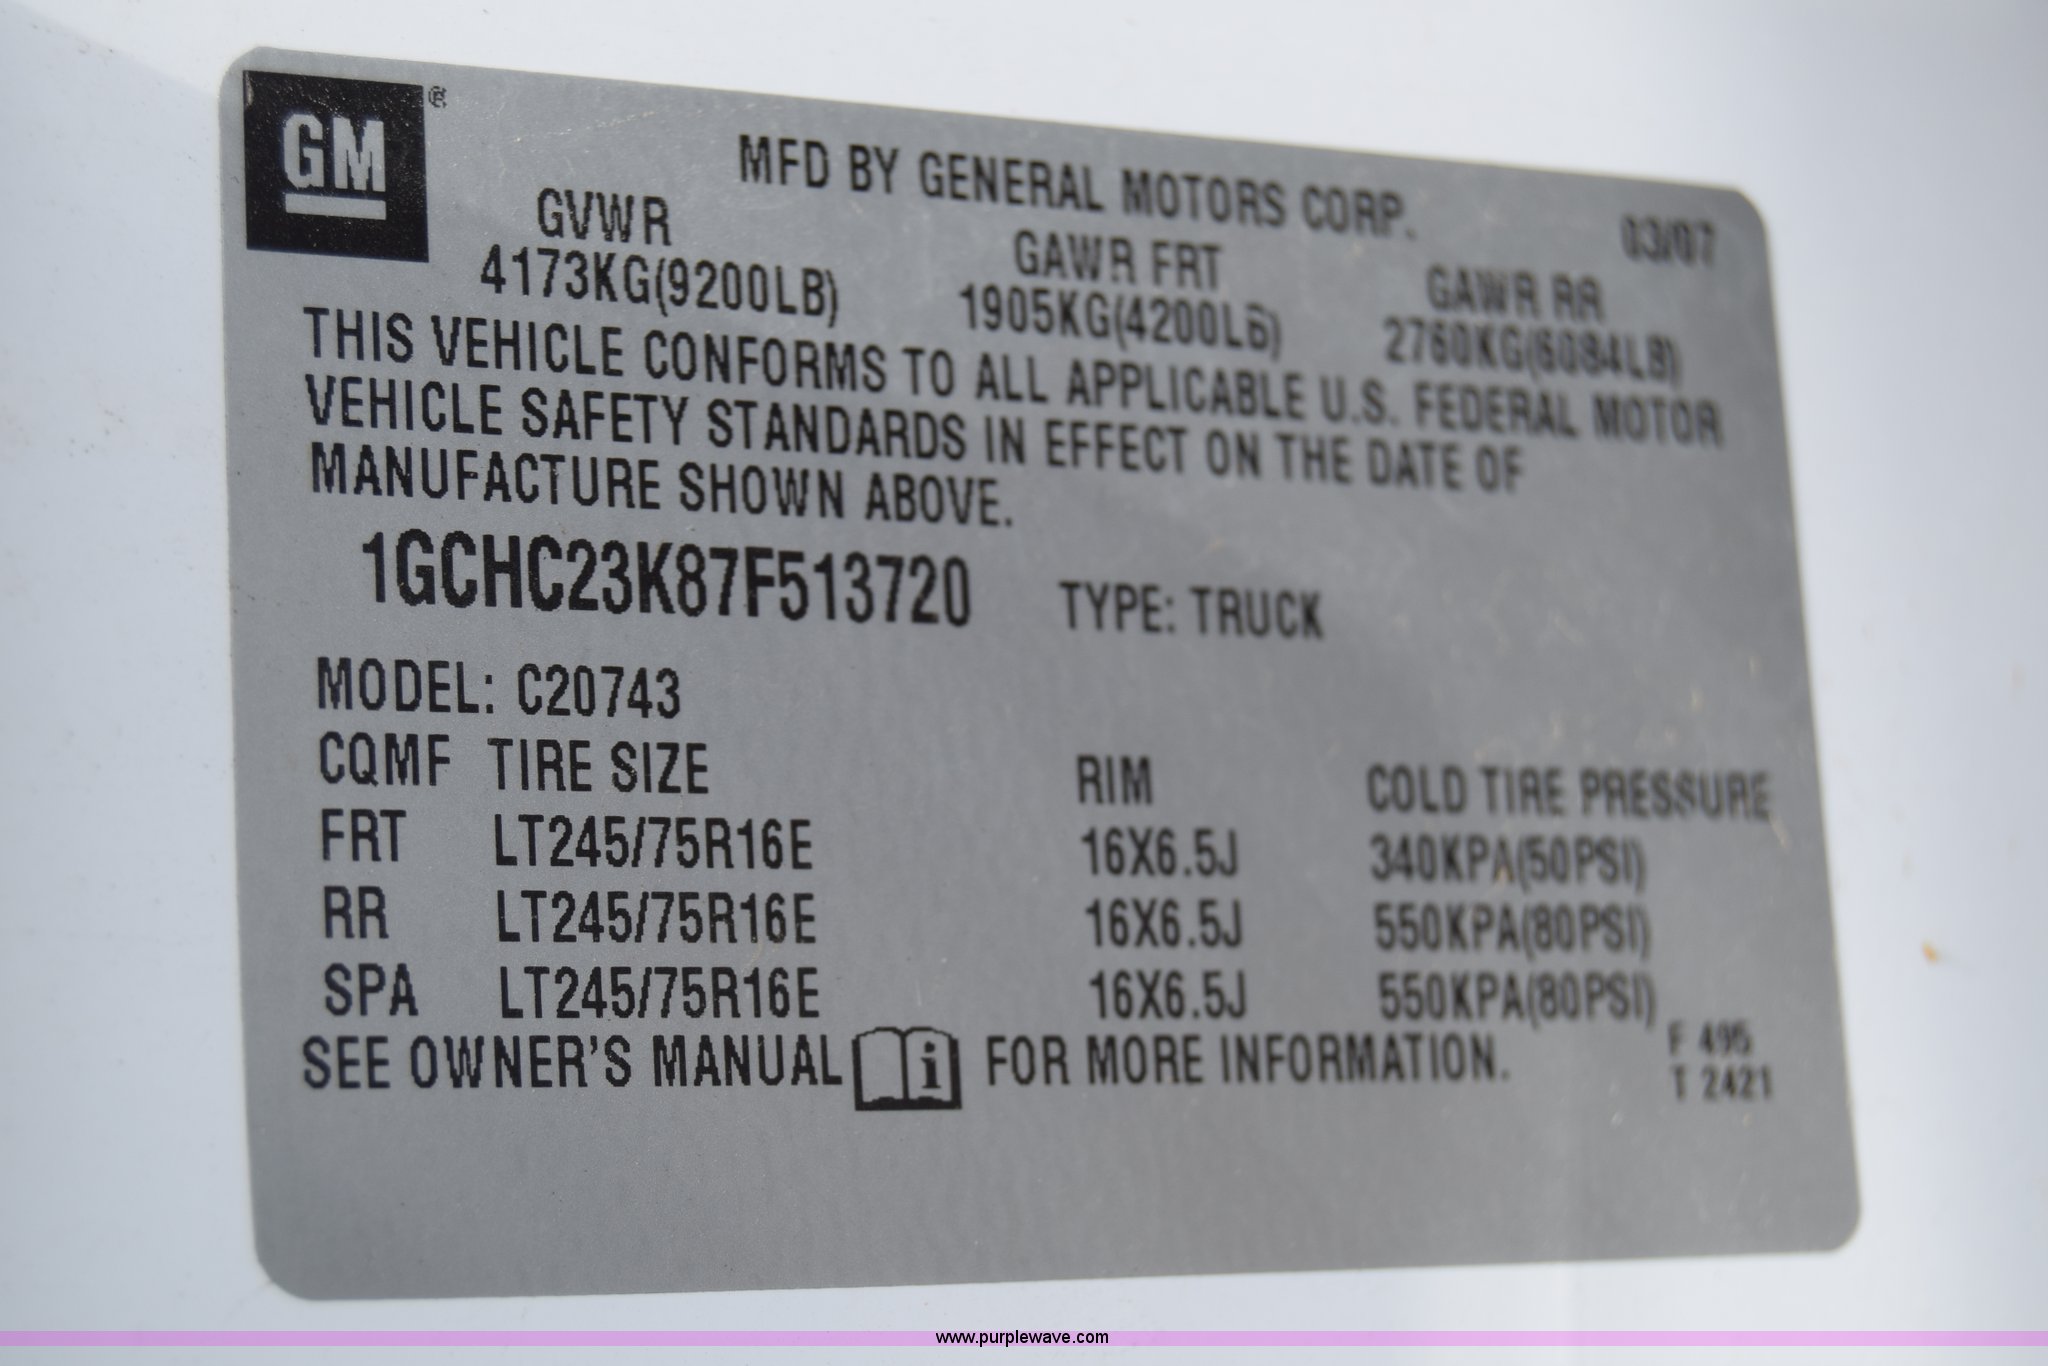 GM®
MFD BY GENERAL MOTORS CORP.
03/07
GVWR GAWR FRT GAWR RR
4173KG(9200LB) 1905KG(4200LB) 2760KG(6084LB)
THIS VEHICLE CONFORMS TO ALL APPLICABLE U.S. FEDERAL MOTOR
VEHICLE SAFETY STANDARDS IN EFFECT ON THE DATE OF
MANUFACTURE SHOWN ABOVE.
1GCHC23K87F513720 TYPE: TRUCK
MODEL: C20743
CQMF TIRE SIZE RIM COLD TIRE PRESSURE
FRT LT245/75R16E 16X6.5J 340KPA(50PSI)
RR LT245/75R16E 16X6.5J 550KPA(80PSI)
SPA LT245/75R16E 16X6.5J 550KPA(80PSI)
SEE OWNER'S MANUAL i FOR MORE INFORMATION.
F 495
T 2421
www.purplewave.com